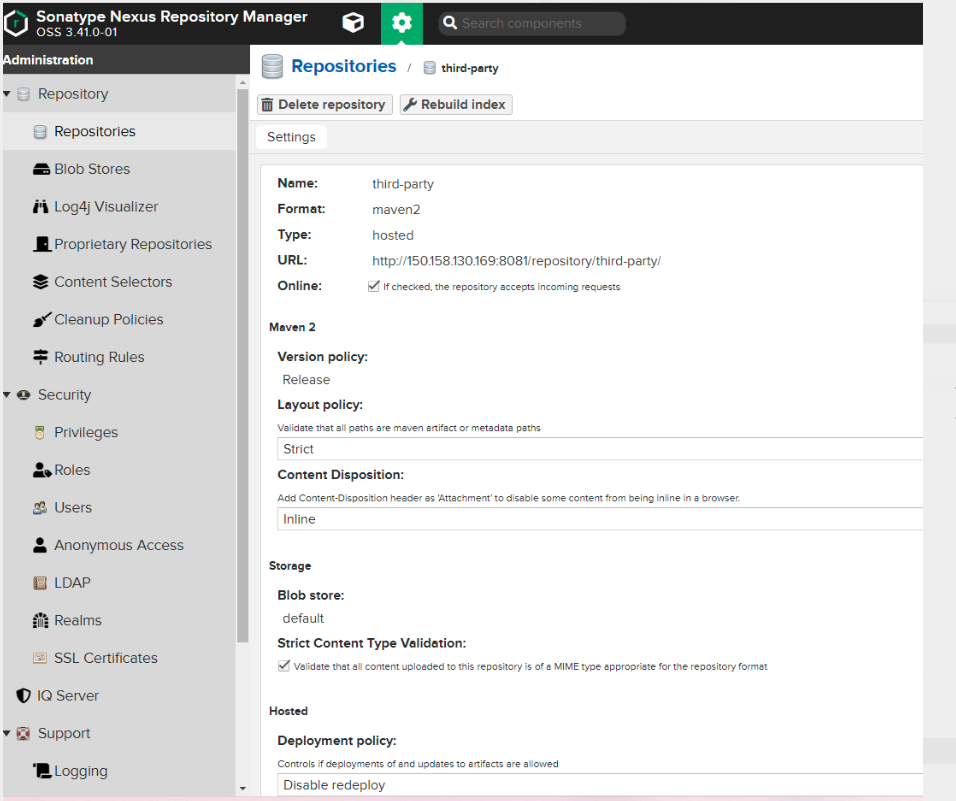 Sonatype Nexus Repository Manager
OSS 3.41.0-01
Search components
Administration
Repository
Repositories
Blob Stores
Log4j Visualizer
Proprietary Repositories
Content Selectors
Cleanup Policies
Routing Rules
Security
Privileges
Roles
Users
Anonymous Access
LDAP
Realms
SSL Certificates
IQ Server
Support
Logging
Repositories / third-party
Delete repository Rebuild index
Settings
Name: third-party
Format: maven2
Type: hosted
URL: http://150.158.130.169:8081/repository/third-party/
Online: If checked, the repository accepts incoming requests
Maven 2
Version policy:
Release
Layout policy:
Validate that all paths are maven artifact or metadata paths
Strict
Content Disposition:
Add Content-Disposition header as 'Attachment' to disable some content from being inline in a browser.
Inline
Storage
Blob store:
default
Strict Content Type Validation:
Validate that all content uploaded to this repository is of a MIME type appropriate for the repository format
Hosted
Deployment policy:
Controls if deployments of and updates to artifacts are allowed
Disable redeploy